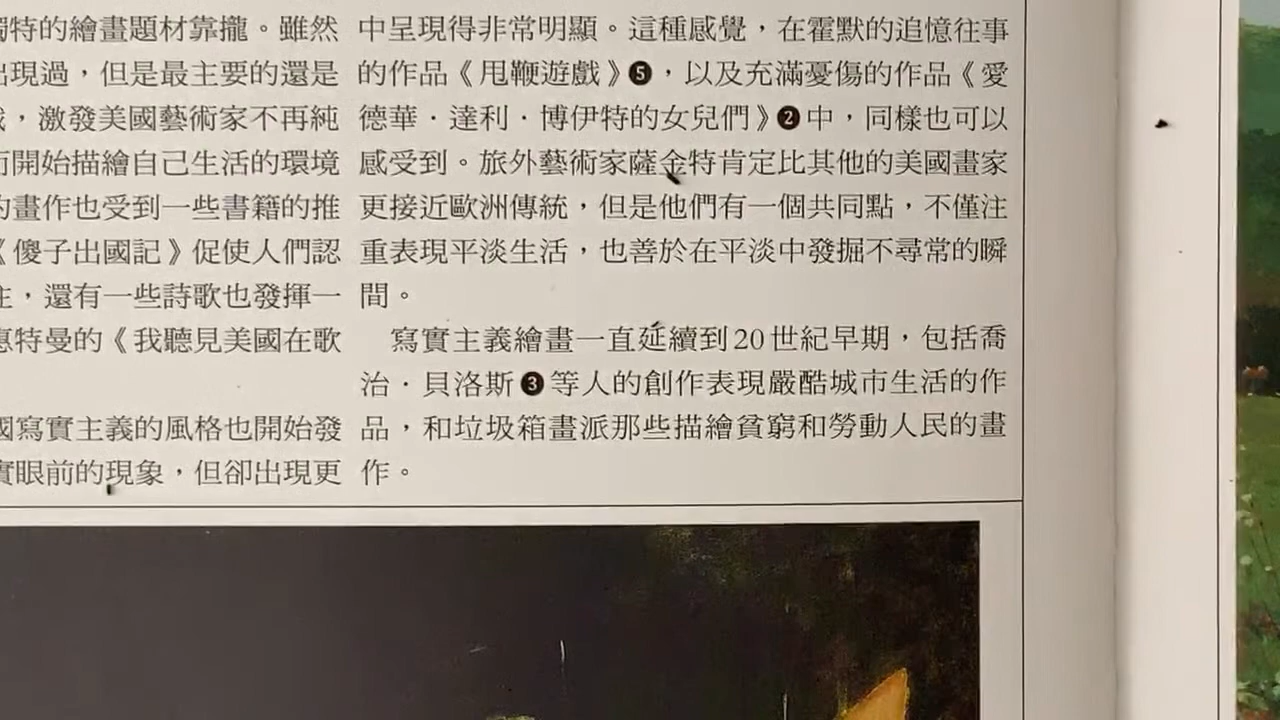 獨特的繪畫題材靠攏。雖然
出現過，但是最主要的還是
，激發美國藝術家不再純
而開始描繪自己生活的環境
的畫作也受到一些書籍的推
《傻子出國記》促使人們認
，還有一些詩歌也發揮一
惠特曼的《我聽見美國在歌
國寫實主義的風格也開始發
實眼前的現象，但卻出現更
中呈現得非常明顯。這種感覺，在霍默的追憶往事
的作品《甩鞭遊戲》❺，以及充滿憂傷的作品《愛
德華．達利．博伊特的女兒們》❷中，同樣也可以
感受到。旅外藝術家薩金特肯定比其他的美國畫家
更接近歐洲傳統，但是他們有一個共同點，不僅注
重表現平淡生活，也善於在平淡中發掘不尋常的瞬
間。
寫實主義繪畫一直延續到20世紀早期，包括喬
治．貝洛斯❸等人的創作表現嚴酷城市生活的作
品，和垃圾箱畫派那些描繪貧窮和勞動人民的畫
作。